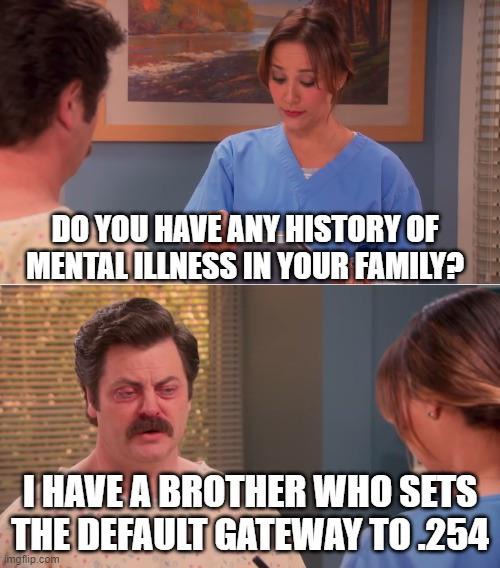 DO YOU HAVE ANY HISTORY OF
MENTAL ILLNESS IN YOUR FAMILY?
I HAVE A BROTHER WHO SETS
THE DEFAULT GATEWAY TO .254
imgflip.com